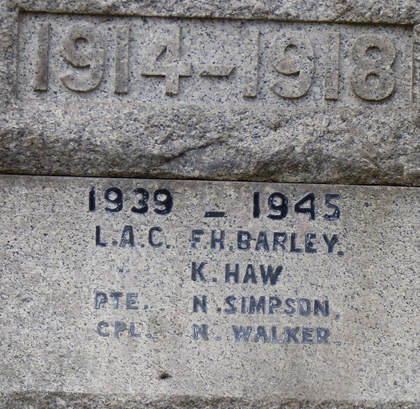 1914-1918
1939 - 1945
L.A.C. F.H. BARLEY.
" K. HAW
PTE. N. SIMPSON.
CPL. N. WALKER